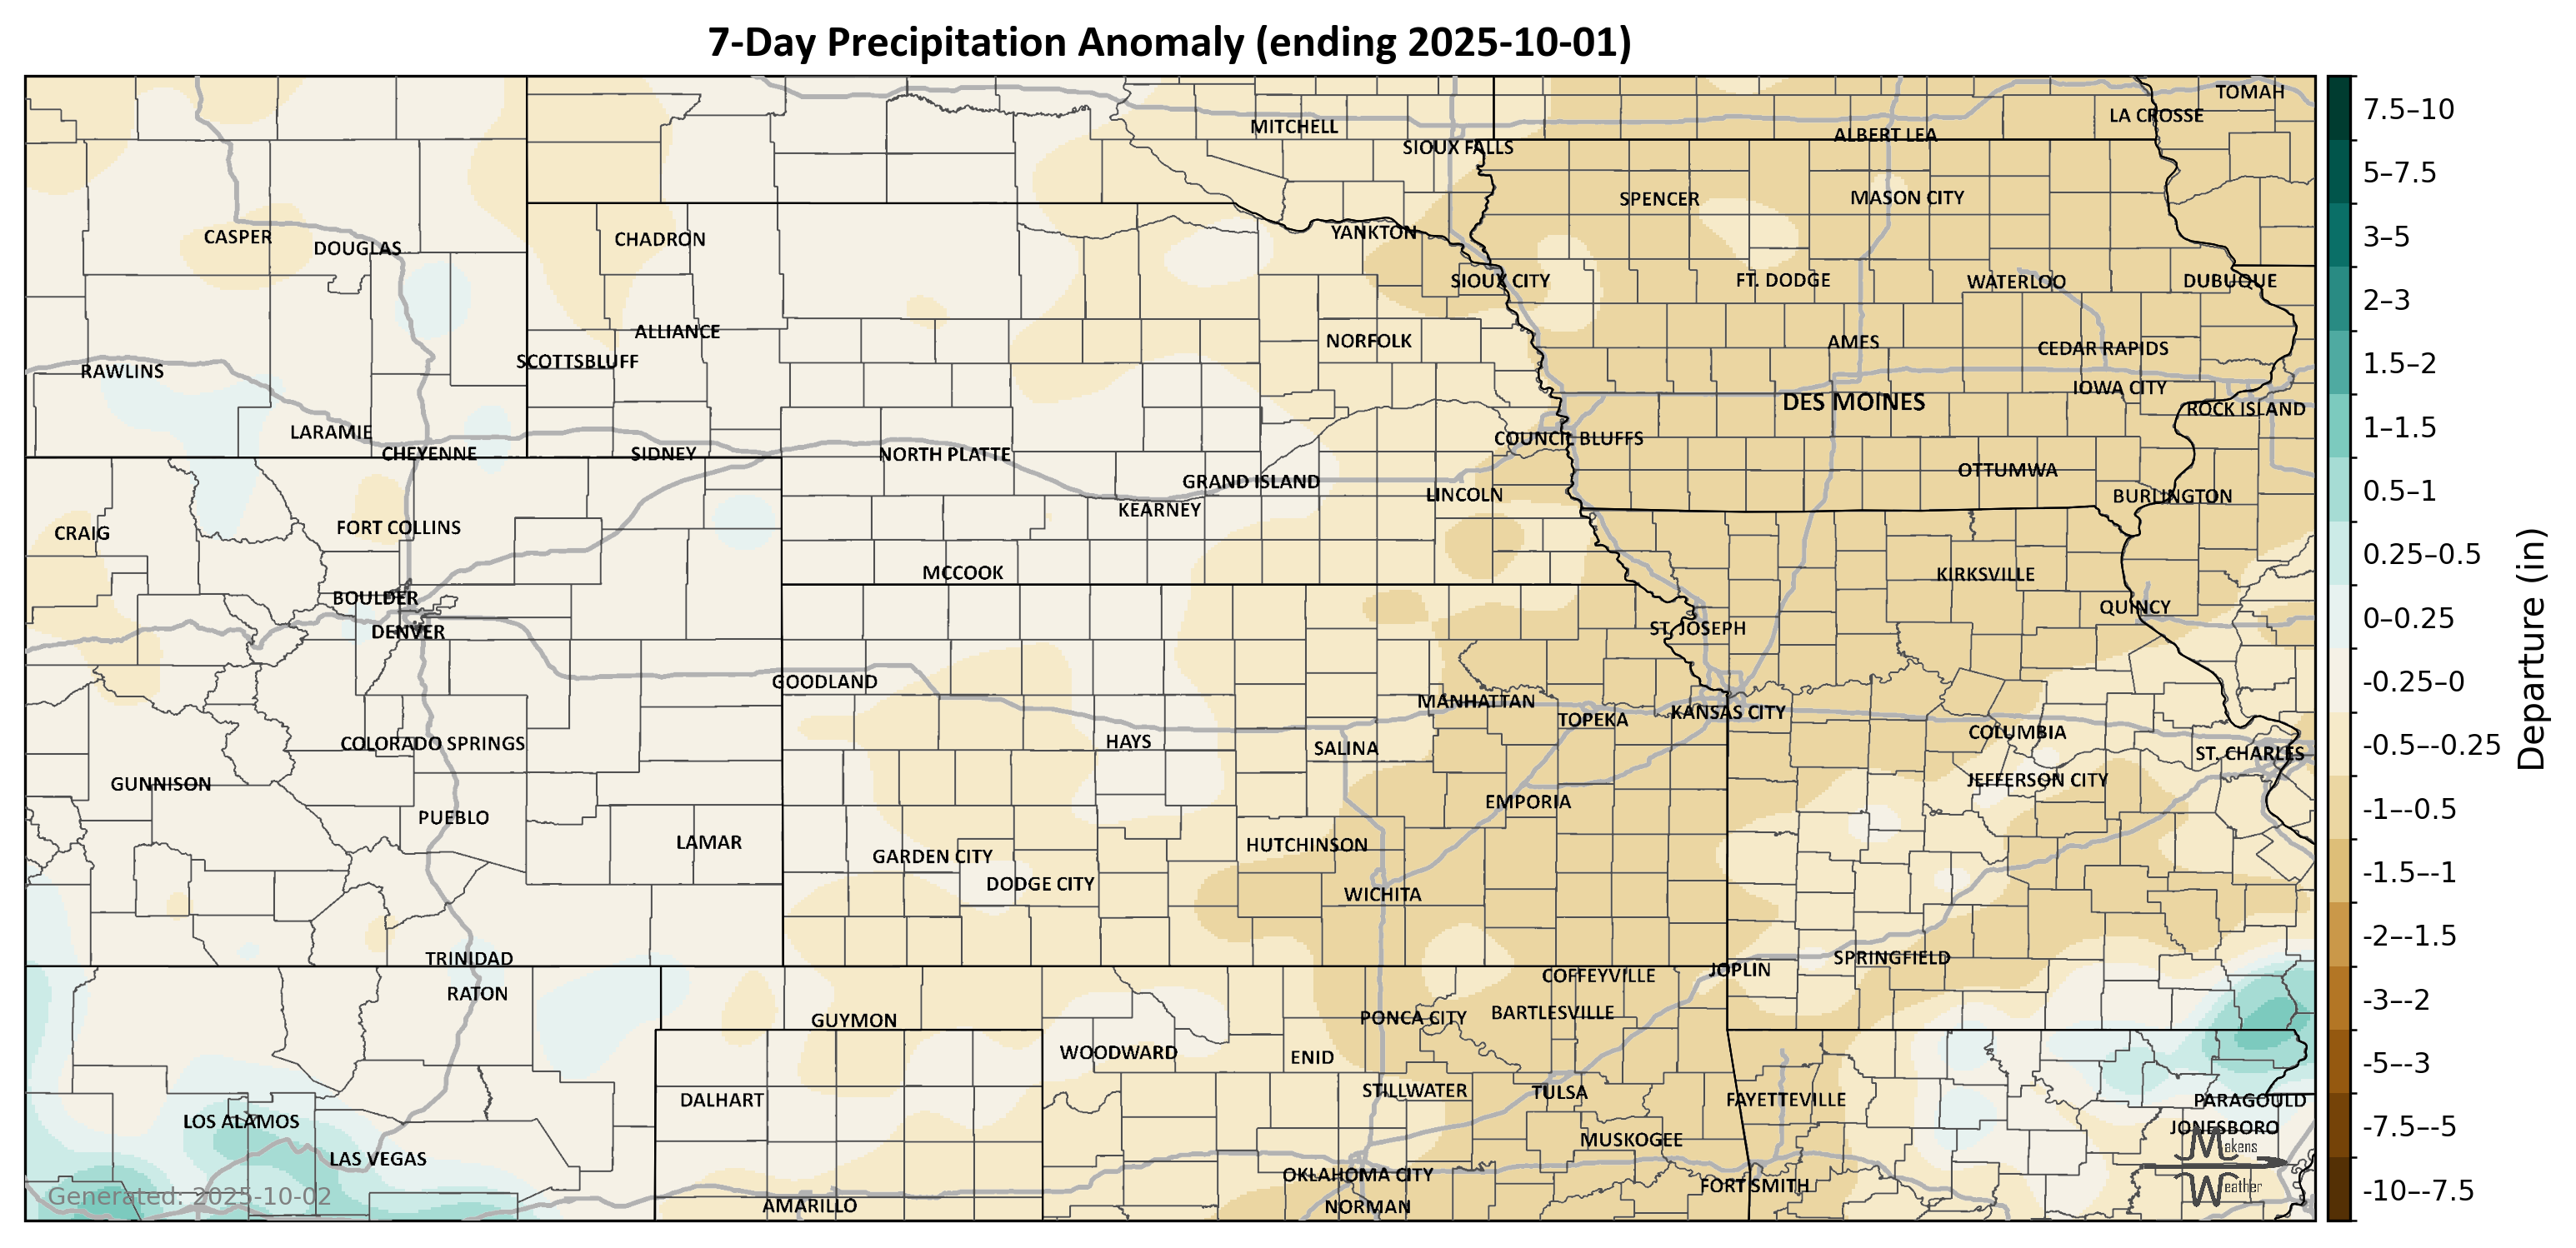 7-Day Precipitation Anomaly (ending 2025-10-01)
TOMAH
LA CROSSE
MITCHELL
ALBERT LEA
SIOUX FALLS
SPENCER
MASON CITY
YANKTON
CASPER
CHADRON
DOUGLAS
SIOUX CITY
FT. DODGE
WATERLOO
DUBUQUE
ALLIANCE
NORFOLK
AMES
CEDAR RAPIDS
SCOTTSBLUFF
RAWLINS
IOWA CITY
DES MOINES
ROCK ISLAND
LARAMIE
COUNCIL BLUFFS
CHEYENNE
SIDNEY
NORTH PLATTE
OTTUMWA
GRAND ISLAND
LINCOLN
BURLINGTON
KEARNEY
CRAIG
FORT COLLINS
MCCOOK
KIRKSVILLE
BOULDER
QUINCY
DENVER
ST. JOSEPH
GOODLAND
MANHATTAN
TOPEKA
KANSAS CITY
COLUMBIA
COLORADO SPRINGS
HAYS
SALINA
ST. CHARLES
GUNNISON
JEFFERSON CITY
EMPORIA
PUEBLO
LAMAR
HUTCHINSON
GARDEN CITY
DODGE CITY
WICHITA
TRINIDAD
SPRINGFIELD
COFFEYVILLE
JOPLIN
RATON
GUYMON
PONCA CITY
BARTLESVILLE
WOODWARD
ENID
STILLWATER
TULSA
DALHART
FAYETTEVILLE
PARAGOULD
LOS ALAMOS
JONESBORO
MUSKOGEE
LAS VEGAS
OKLAHOMA CITY
FORT SMITH
AMARILLO
NORMAN
Generated: 2025-10-02
Makens
Weather
7.5–10
5–7.5
3–5
2–3
1.5–2
1–1.5
0.5–1
0.25–0.5
0–0.25
-0.25–0
-0.5–-0.25
-1–-0.5
-1.5–-1
-2–-1.5
-3–-2
-5–-3
-7.5–-5
-10–-7.5
Departure (in)